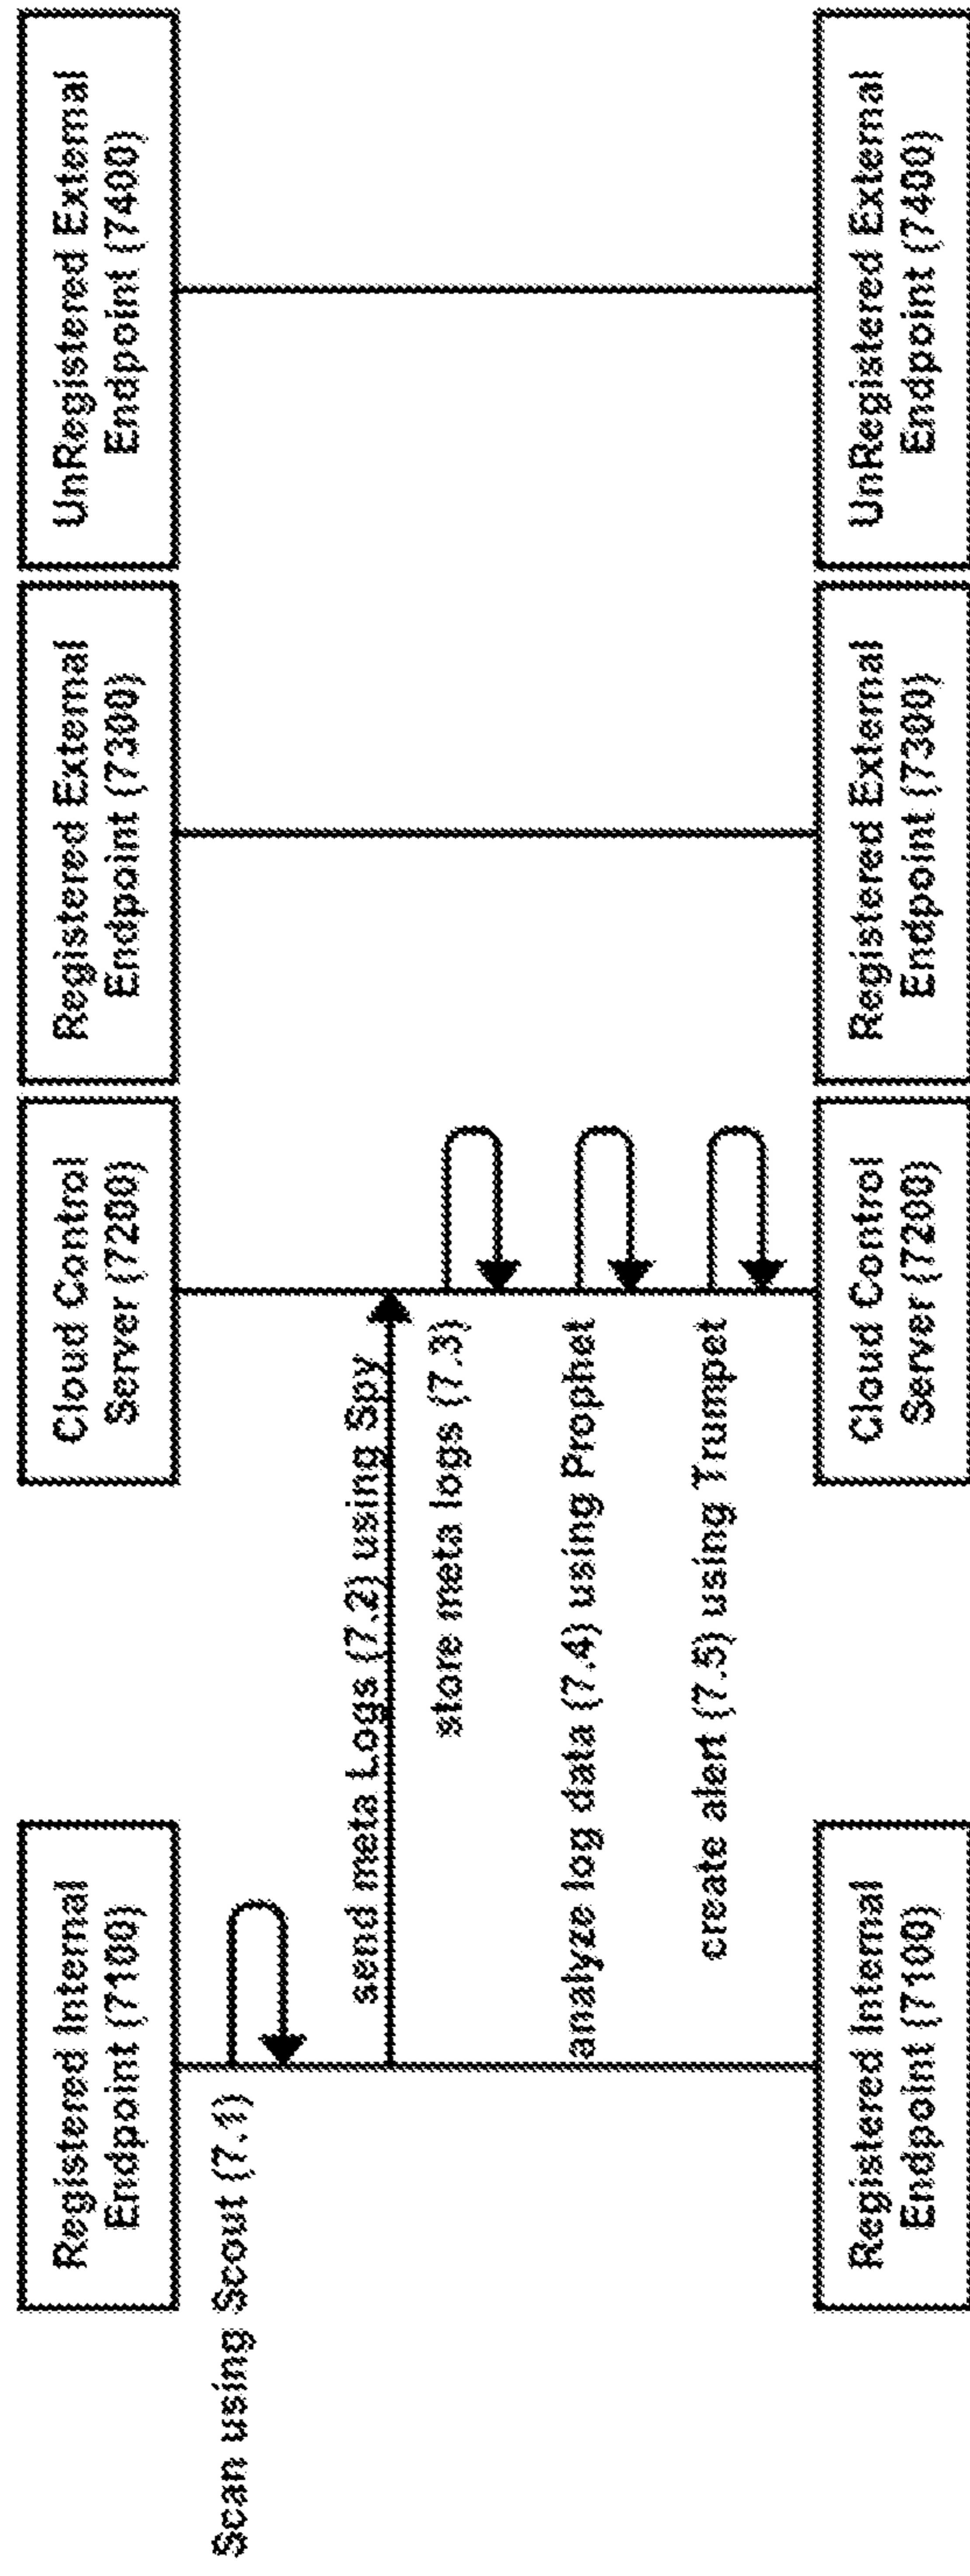 Registered Internal
Endpoint (7100)
Cloud Control
Server (7200)
Registered External
Endpoint (7300)
UnRegistered External
Endpoint (7400)
Scan using Scout (7.1)
send meta Logs (7.2) using Spy
store meta logs (7.3)
analyze log data (7.4) using Prophet
create alert (7.5) using Trumpet
Registered Internal
Endpoint (7100)
Cloud Control
Server (7200)
Registered External
Endpoint (7300)
UnRegistered External
Endpoint (7400)